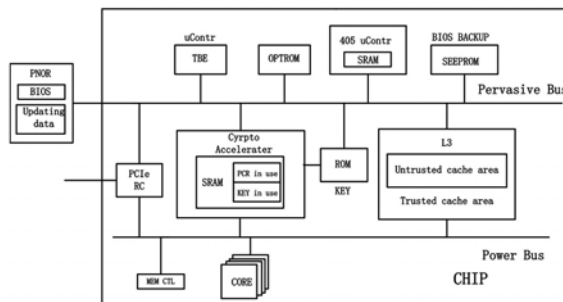 uContr
TBE
OPTROM
405 uContr
SRAM
BIOS BACKUP
SEEPROM
PNOR
BIOS
Updating
data
Pervasive Bus
Cyrpto
Accelerater
SRAM
PCR in use
KEY in use
ROM
KEY
L3
Untrusted cache area
Trusted cache area
PCIe
RC
Power Bus
MEM CTL
CORE
CHIP